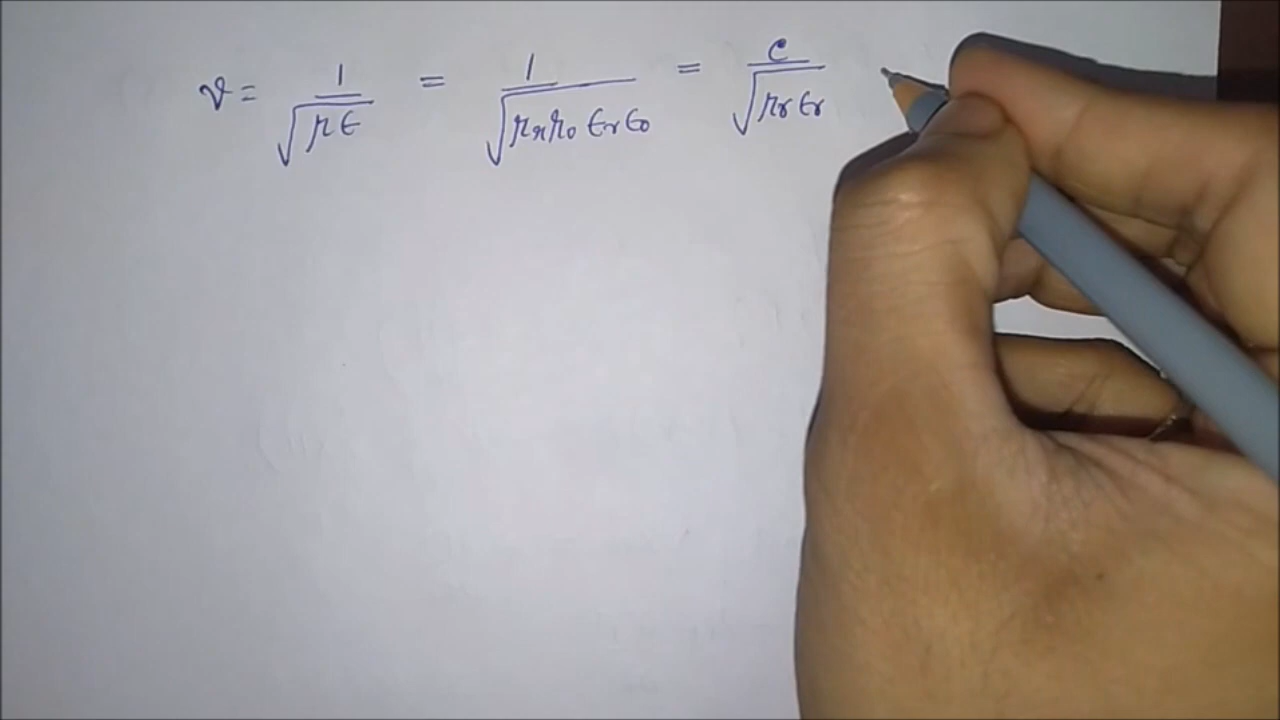 v = 1/√(με) = 1/√(μᵣμ₀ εᵣε₀) = c/√(μᵣεᵣ)